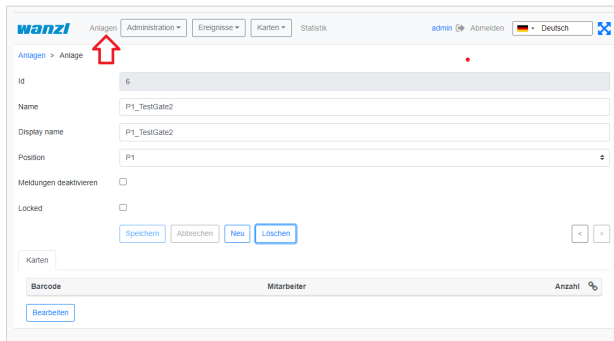 wanzl Anlagen Administration Ereignisse Karten Statistik admin Abmelden Deutsch
Anlagen > Anlage
Id 6
Name P1_TestGate2
Display name P1_TestGate2
Position P1
Meldungen deaktivieren
Locked
Speichern Abbrechen Neu Löschen < >
Karten
Barcode Mitarbeiter Anzahl
Bearbeiten